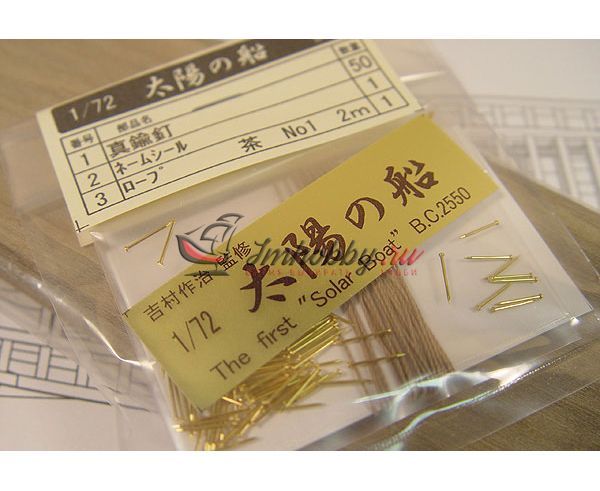 1/72 太陽の船
番号 部品名 数量
1 真鍮釘 50
2 ネームシール 1
3 ロープ 茶 No1 2m 1
吉村作治 監修
1/72 太陽の船
The first "Solar Boat" B.C.2550
Jmhobby.ru